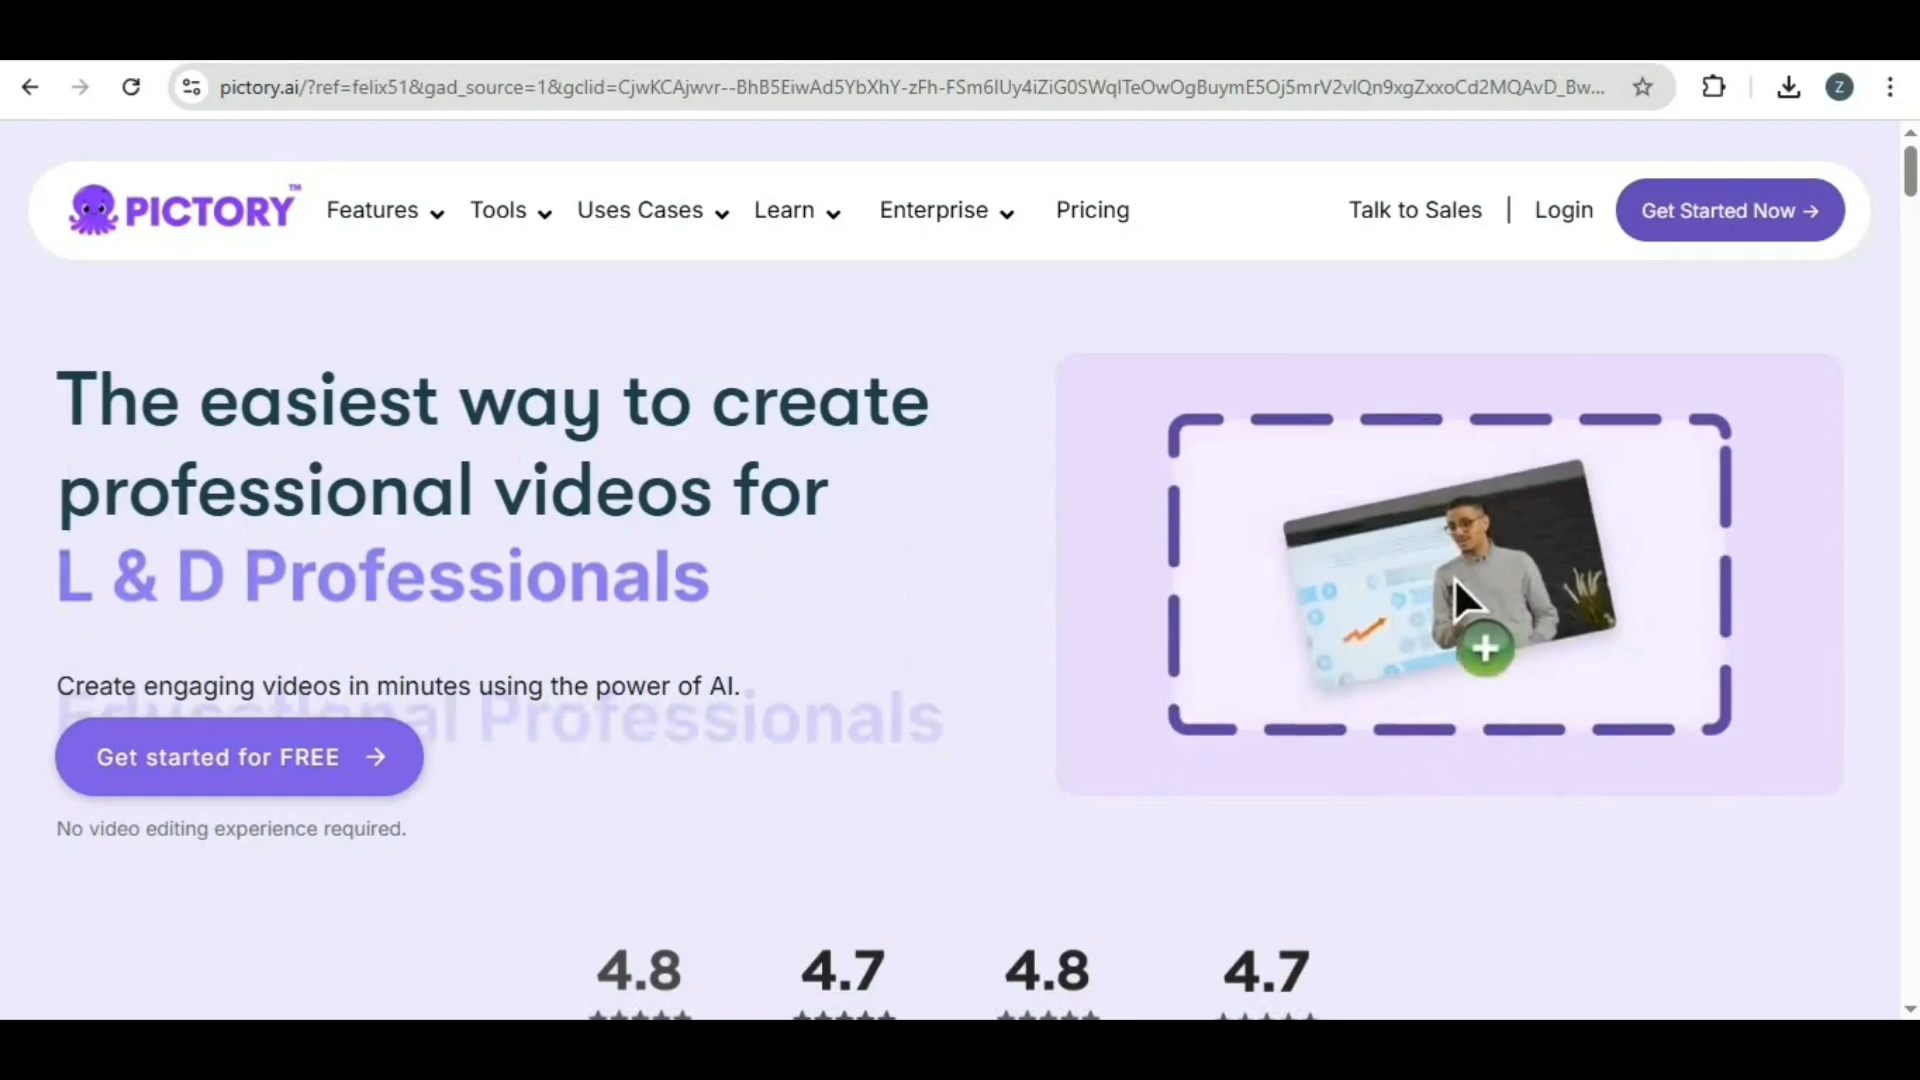 pictory.ai/?ref=felix51&gad_source=1&gclid=CjwKCAjwvr--BhB5EiwAd5YbXhY-zFh-FSm6lUy4iZiG0SWqlTeOwOgBuymE5Oj5mrV2vlQn9xgZxxoCd2MQAvD_Bw...
Z
PICTORY™ Features Tools Uses Cases Learn Enterprise Pricing Talk to Sales | Login Get Started Now →
The easiest way to create
professional videos for
L & D Professionals
Create engaging videos in minutes using the power of AI.
Educational Professionals
Get started for FREE →
No video editing experience required.
4.8 4.7 4.8 4.7